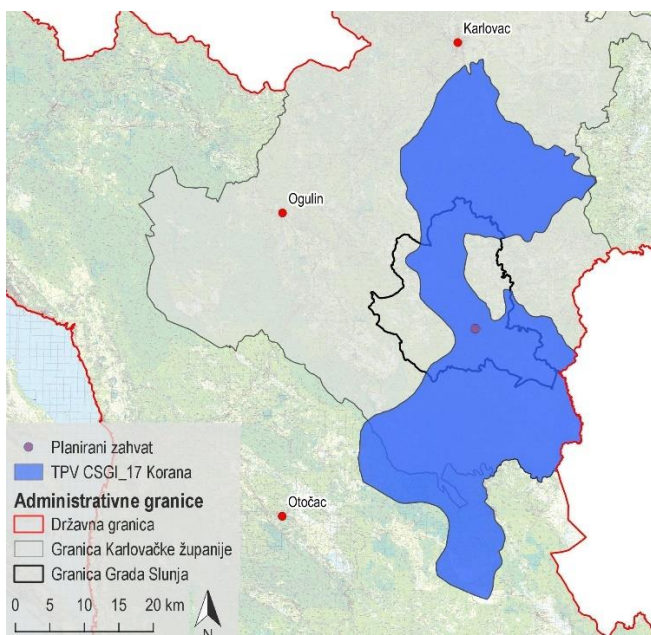 Karlovac
Ogulin
Planirani zahvat
TPV CSGI_17 Korana
Administrativne granice
Državna granica
Granica Karlovačke županije
Granica Grada Slunja
Otočac
0 5 10 20 km
N